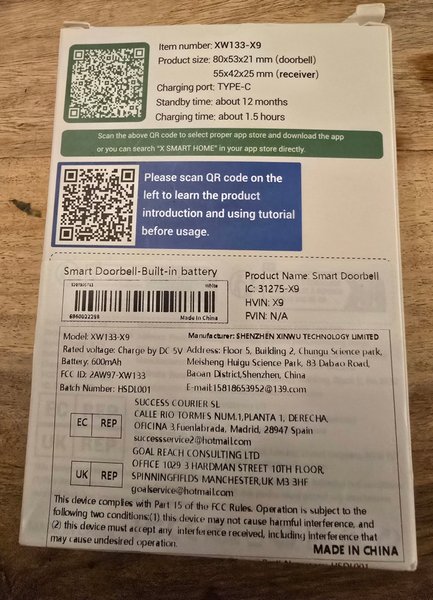 Item number: XW133-X9
Product size: 80x53x21 mm (doorbell)
55x42x25 mm (receiver)
Charging port: TYPE-C
Standby time: about 12 months
Charging time: about 1.5 hours
Scan the above QR code to select proper app store and download the app
or you can search "X SMART HOME" in your app store directly.
Please scan QR code on the
left to learn the product
introduction and using tutorial
before usage.
Smart Doorbell-Built-in battery
White
Made In China
Product Name: Smart Doorbell
IC: 31275-X9
HVIN: X9
FVIN: N/A
Model: XW133-X9
Rated voltage: Charge by DC 5V
Battery: 600mAh
FCC ID: 2AW97-XW133
Batch Number: HSDL001
Manufacturer: SHENZHEN XINWU TECHNOLOGY LIMITED
Address: Floor 5, Building 2, Chungu Science park,
Meisheng Huigu Science Park, 83 Dabao Road,
Baoan District,Shenzhen, China
E-mail:15818653952@139.com
EC REP
SUCCESS COURIER SL
CALLE RIO TORMES NUM.1,PLANTA 1, DERECHA,
OFICINA 3,Fuenlabrada, Madrid, 28947 Spain
successservice2@hotmail.com
UK REP
GOAL REACH CONSULTING LTD
OFFICE 1029 3 HARDMAN STREET 10TH FLOOR,
SPINNINGFIELDS MANCHESTER,UK M3 3HF
goalservice@hotmail.com
This device complies with Part 15 of the FCC Rules. Operation is subject to the
following two conditions:(1) this device may not cause harmful interference, and
(2) this device must accept any interference received, including interference that
may cause undesired operation.
MADE IN CHINA